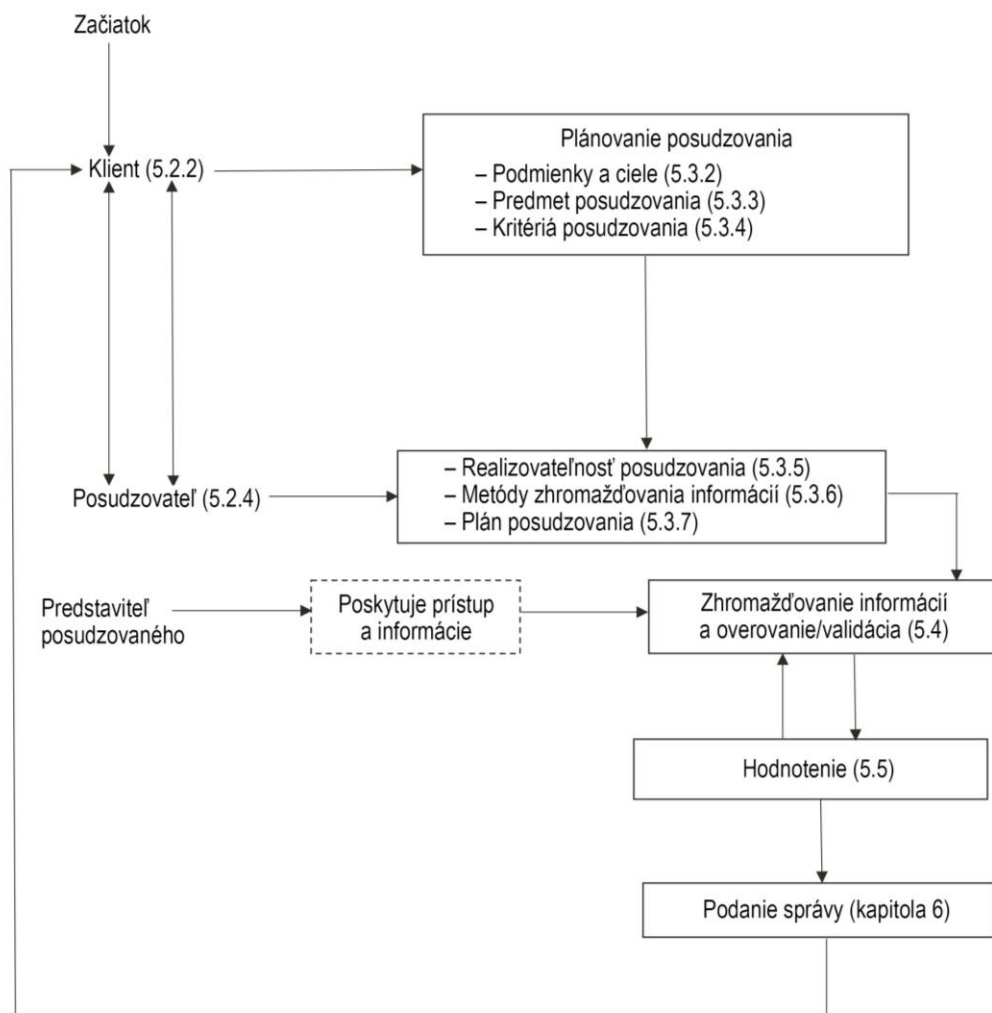 Začiatok
Klient (5.2.2)
Plánovanie posudzovania
– Podmienky a ciele (5.3.2)
– Predmet posudzovania (5.3.3)
– Kritériá posudzovania (5.3.4)
Posudzovateľ (5.2.4)
– Realizovateľnosť posudzovania (5.3.5)
– Metódy zhromažďovania informácií (5.3.6)
– Plán posudzovania (5.3.7)
Predstaviteľ
posudzovaného
Poskytuje prístup
a informácie
Zhromažďovanie informácií
a overovanie/validácia (5.4)
Hodnotenie (5.5)
Podanie správy (kapitola 6)